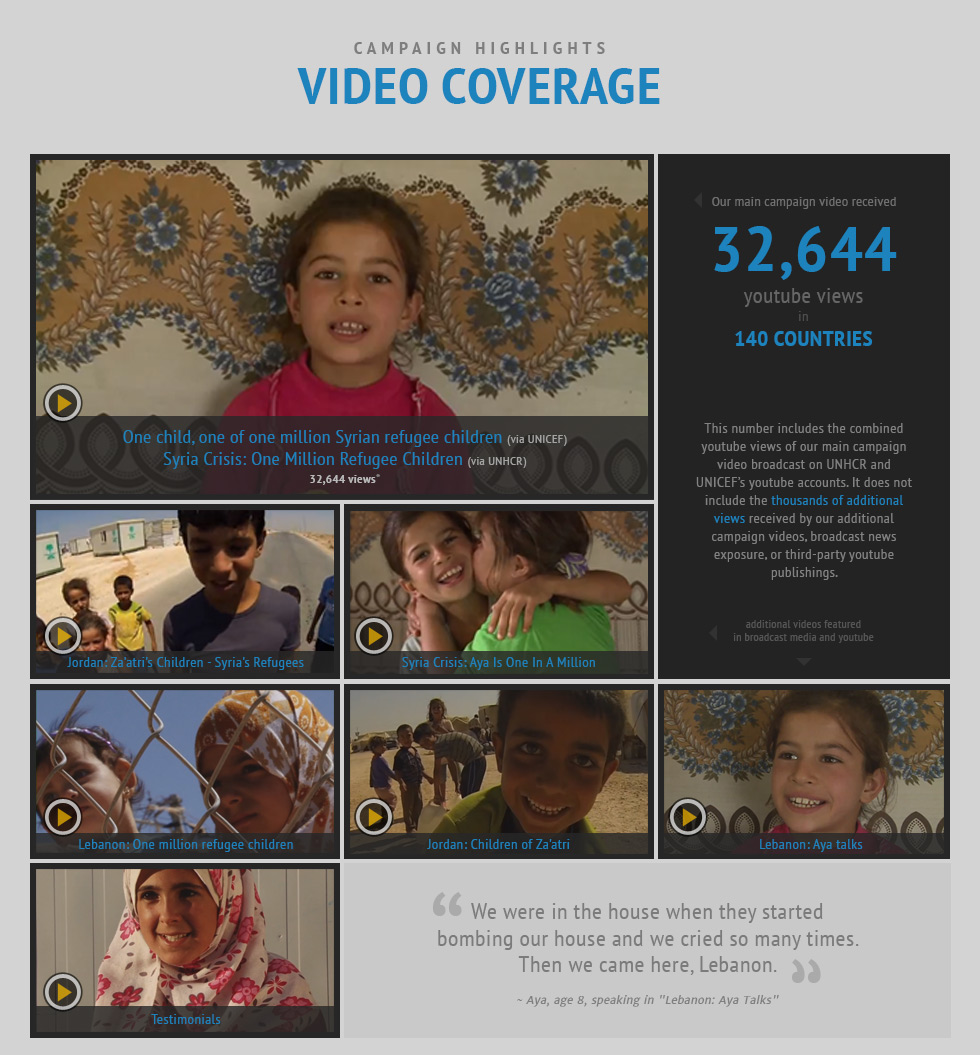 CAMPAIGN HIGHLIGHTS
VIDEO COVERAGE
One child, one of one million Syrian refugee children (via UNICEF)
Syria Crisis: One Million Refugee Children (via UNHCR)
32,644 views*
Our main campaign video received
32,644
youtube views
in
140 COUNTRIES
This number includes the combined
youtube views of our main campaign
video broadcast on UNHCR and
UNICEF's youtube accounts. It does not
include the thousands of additional
views received by our additional
campaign videos, broadcast news
exposure, or third-party youtube
publishings.
additional videos featured
in broadcast media and youtube
Jordan: Za'atri's Children - Syria's Refugees
Syria Crisis: Aya Is One In A Million
Lebanon: One million refugee children
Jordan: Children of Za'atri
Lebanon: Aya talks
Testimonials
“ We were in the house when they started
bombing our house and we cried so many times.
Then we came here, Lebanon. ”
~ Aya, age 8, speaking in "Lebanon: Aya Talks"